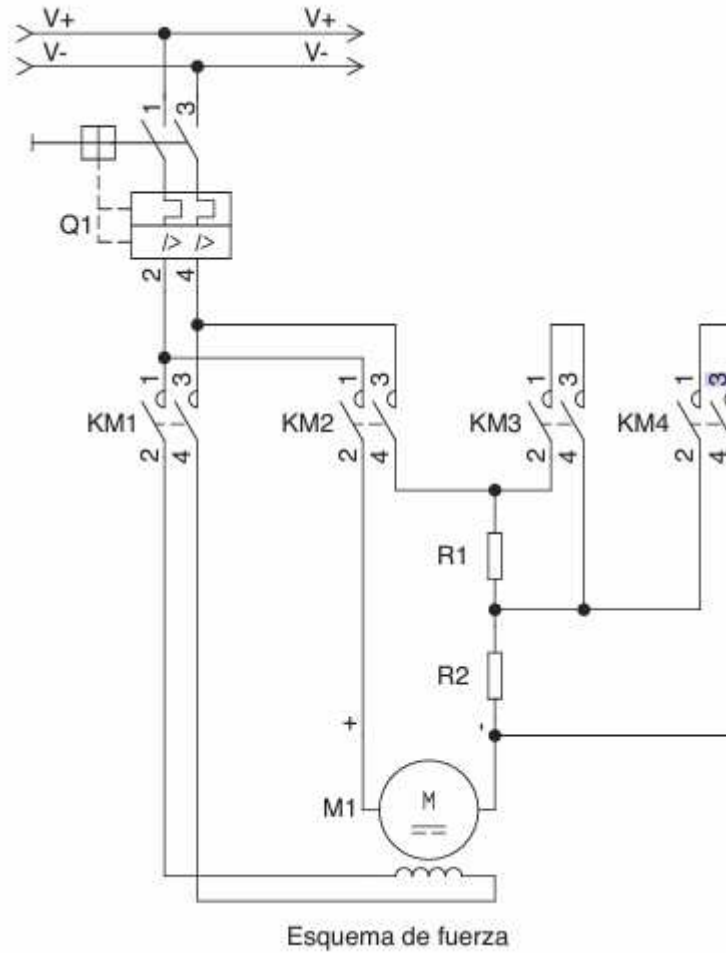 V+ V+
V- V-
1 3
Q1
I> I>
2 4
1 3 1 3 1 3 1 3
KM1 KM2 KM3 KM4
2 4 2 4 2 4 2 4
R1
R2
+ -
M1 M
Esquema de fuerza